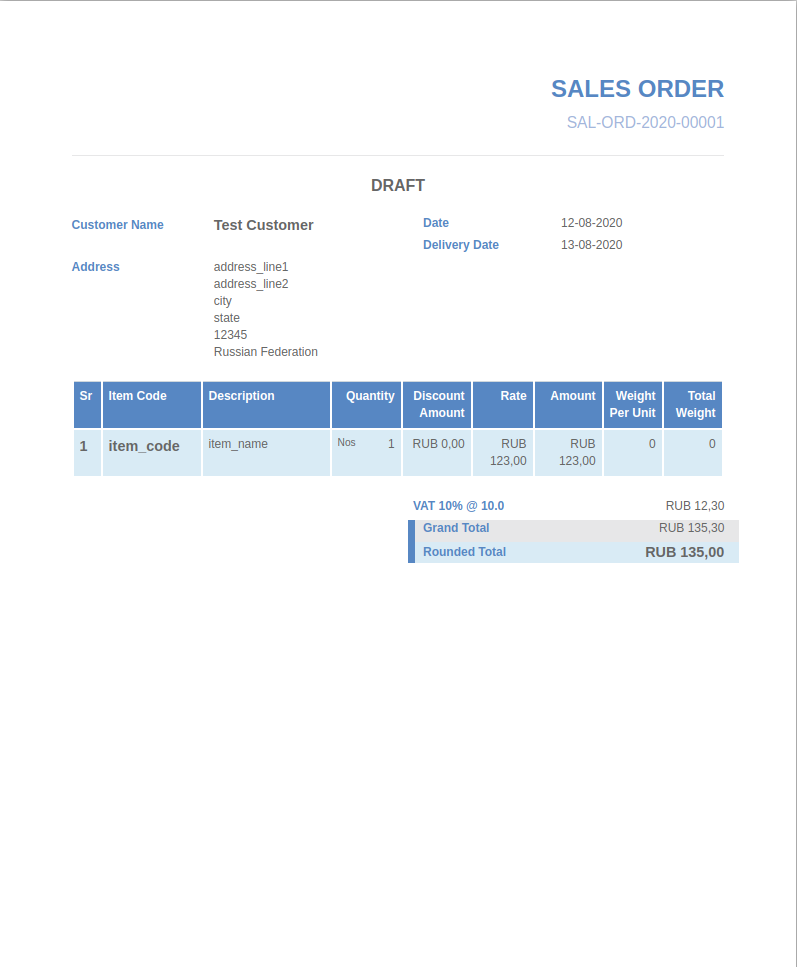 SALES ORDER
SAL-ORD-2020-00001
DRAFT
Customer Name Test Customer
Date 12-08-2020
Delivery Date 13-08-2020
Address address_line1
address_line2
city
state
12345
Russian Federation
Sr Item Code Description Quantity Discount Rate Amount Weight Total
Amount Per Unit Weight
1 item_code item_name Nos 1 RUB 0,00 RUB RUB 0 0
123,00 123,00
VAT 10% @ 10.0 RUB 12,30
Grand Total RUB 135,30
Rounded Total RUB 135,00